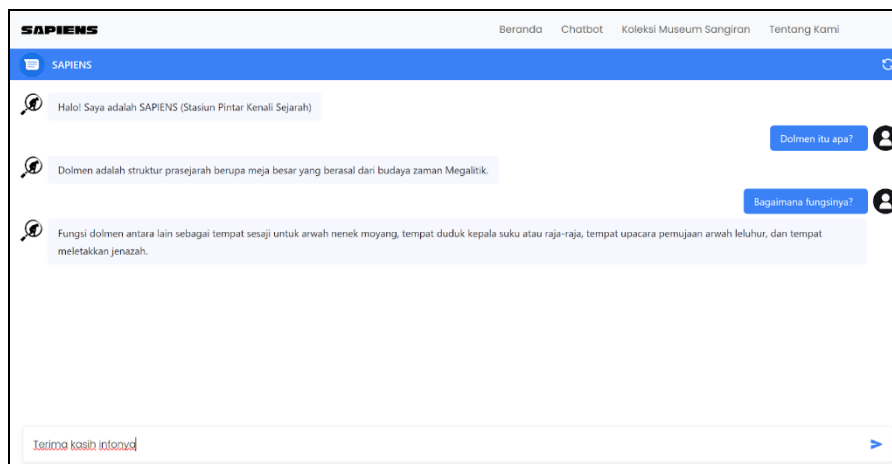 SAPIENS Beranda Chatbot Koleksi Museum Sangiran Tentang Kami
SAPIENS
Halo! Saya adalah SAPIENS (Stasiun Pintar Kenali Sejarah)
Dolmen itu apa?
Dolmen adalah struktur prasejarah berupa meja besar yang berasal dari budaya zaman Megalitik.
Bagaimana fungsinya?
Fungsi dolmen antara lain sebagai tempat sesaji untuk arwah nenek moyang, tempat duduk kepala suku atau raja-raja, tempat upacara pemujaan arwah leluhur, dan tempat
meletakkan jenazah.
Terima kasih infonya